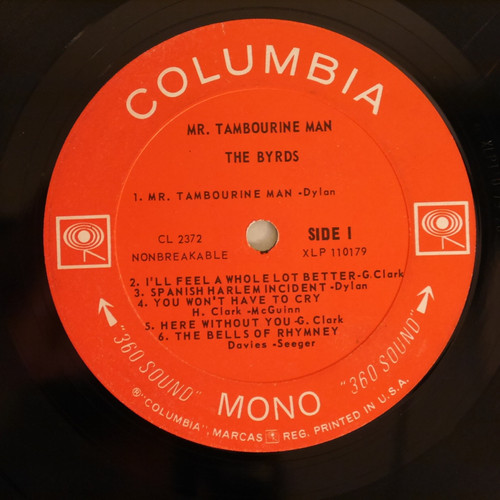 COLUMBIA
MR. TAMBOURINE MAN
THE BYRDS
1. MR. TAMBOURINE MAN -Dylan
CL 2372
NONBREAKABLE
SIDE 1
XLP 110179
2. I'LL FEEL A WHOLE LOT BETTER-G. Clark
3. SPANISH HARLEM INCIDENT -Dylan
4. YOU WON'T HAVE TO CRY
H. Clark -McGuinn
5. HERE WITHOUT YOU-G. Clark
6. THE BELLS OF RHYMNEY
Davies -Seeger
"360 SOUND"
MONO
"360 SOUND"
® "COLUMBIA", MARCAS REG. PRINTED IN U.S.A.